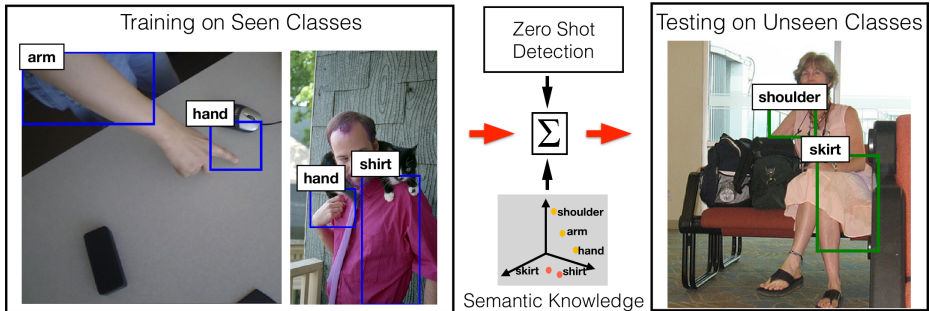 Training on Seen Classes
arm
hand
hand
shirt
Zero Shot
Detection
Σ
shoulder
arm
hand
skirt
shirt
Semantic Knowledge
Testing on Unseen Classes
shoulder
skirt